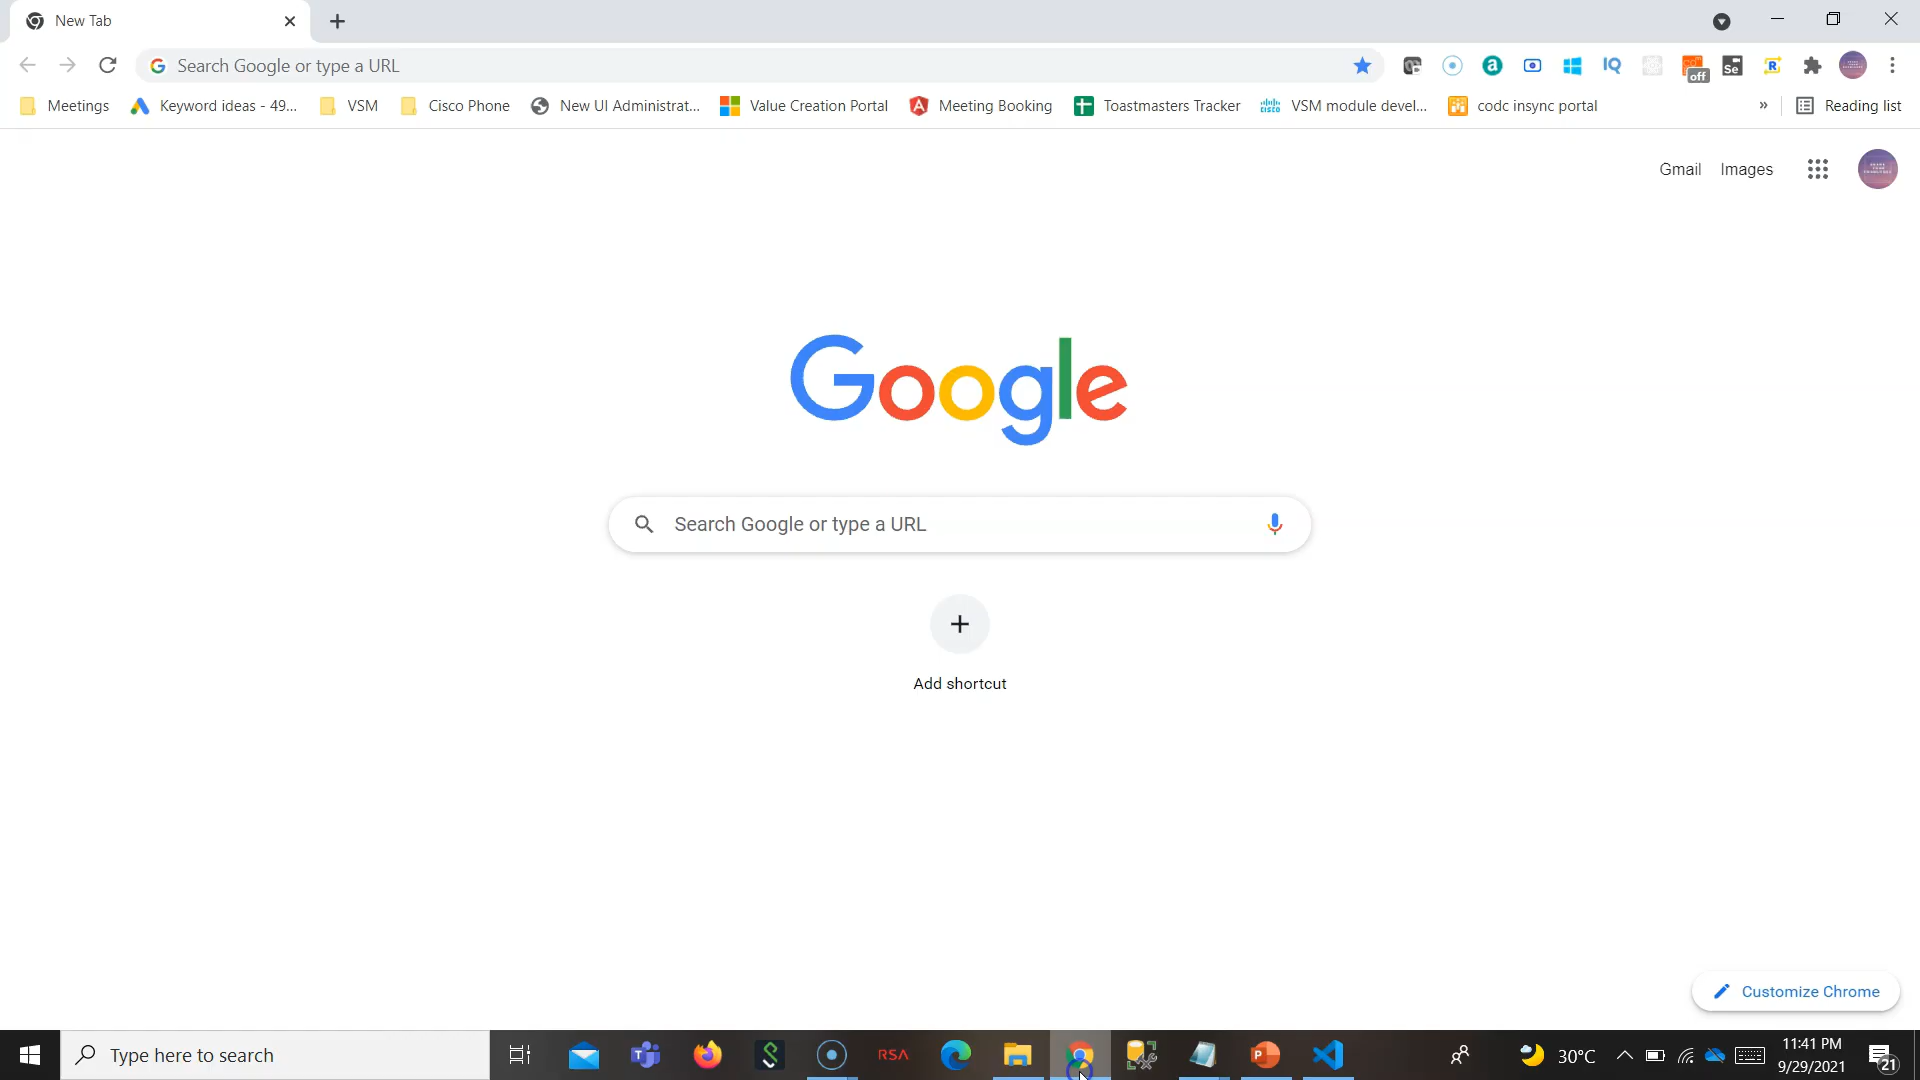 New Tab
Search Google or type a URL
off
Se
IQ
a
R
Meetings
Keyword ideas - 49...
VSM
Cisco Phone
New UI Administrat...
Value Creation Portal
Meeting Booking
Toastmasters Tracker
VSM module devel...
codc insync portal
»
Reading list
Gmail
Images
Google
Search Google or type a URL
Add shortcut
Customize Chrome
Type here to search
RSA
30°C
11:41 PM
9/29/2021
21